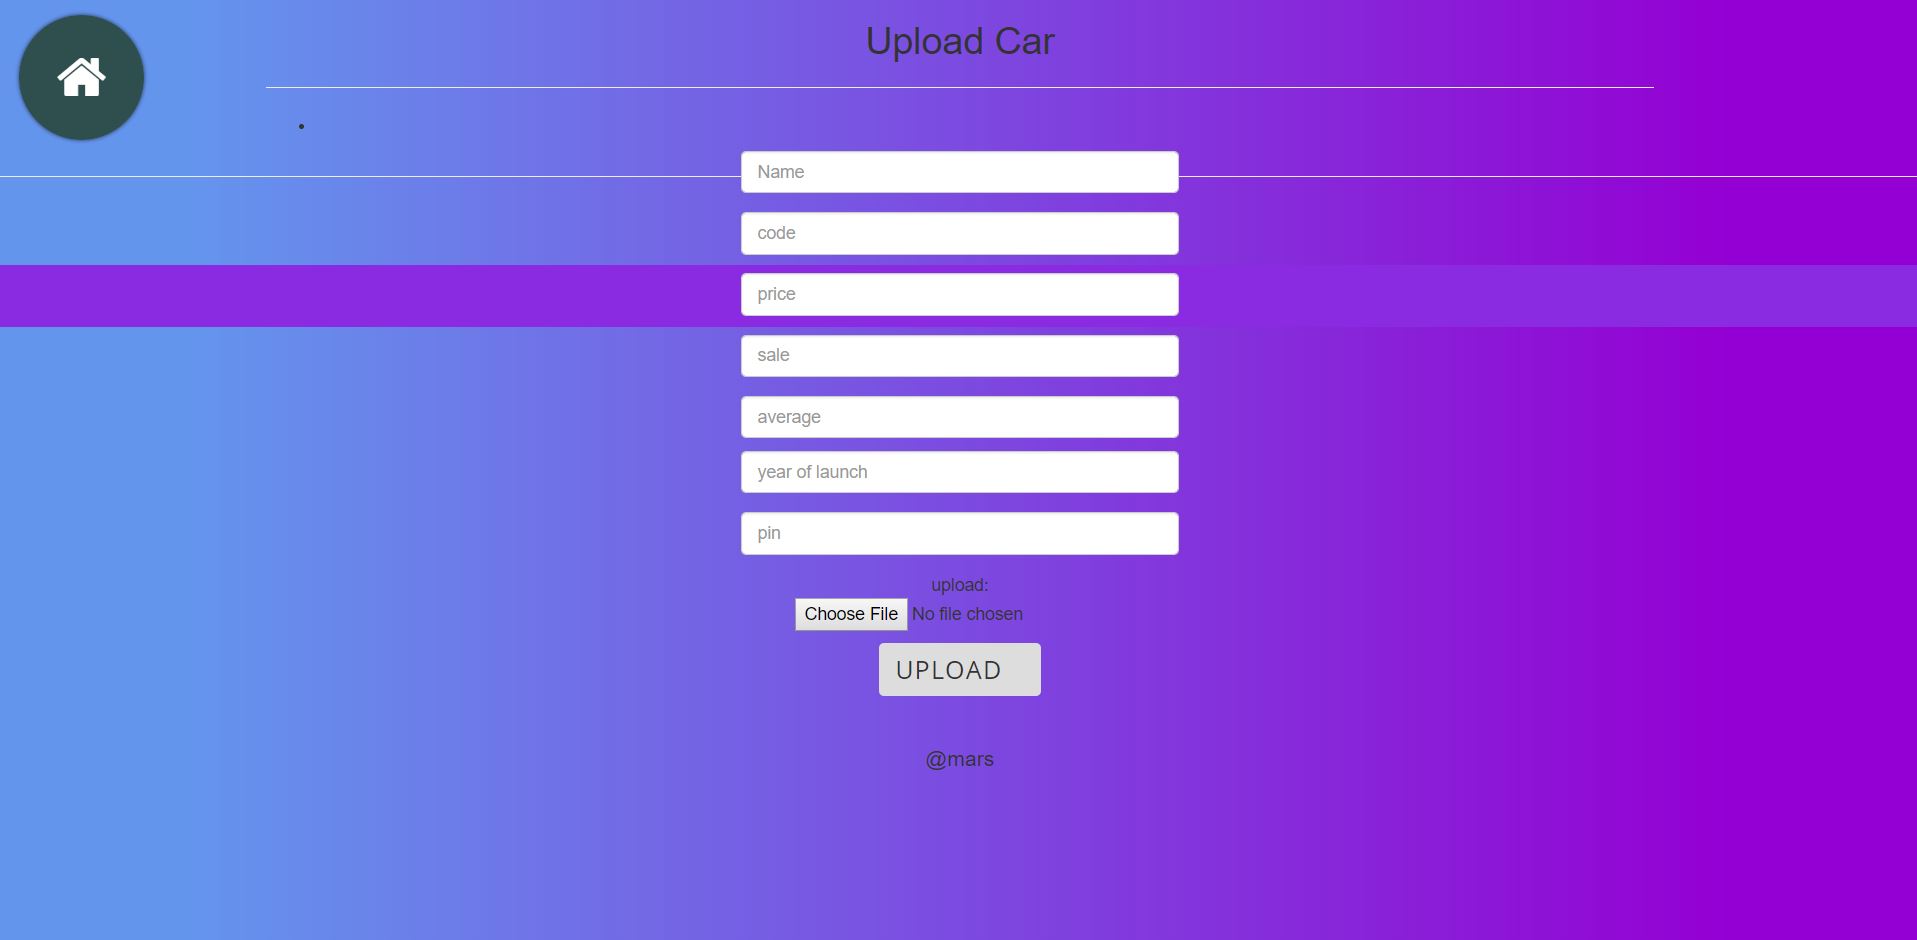 Upload Car
Name
code
price
sale
average
year of launch
pin
upload:
Choose File No file chosen
UPLOAD
@mars